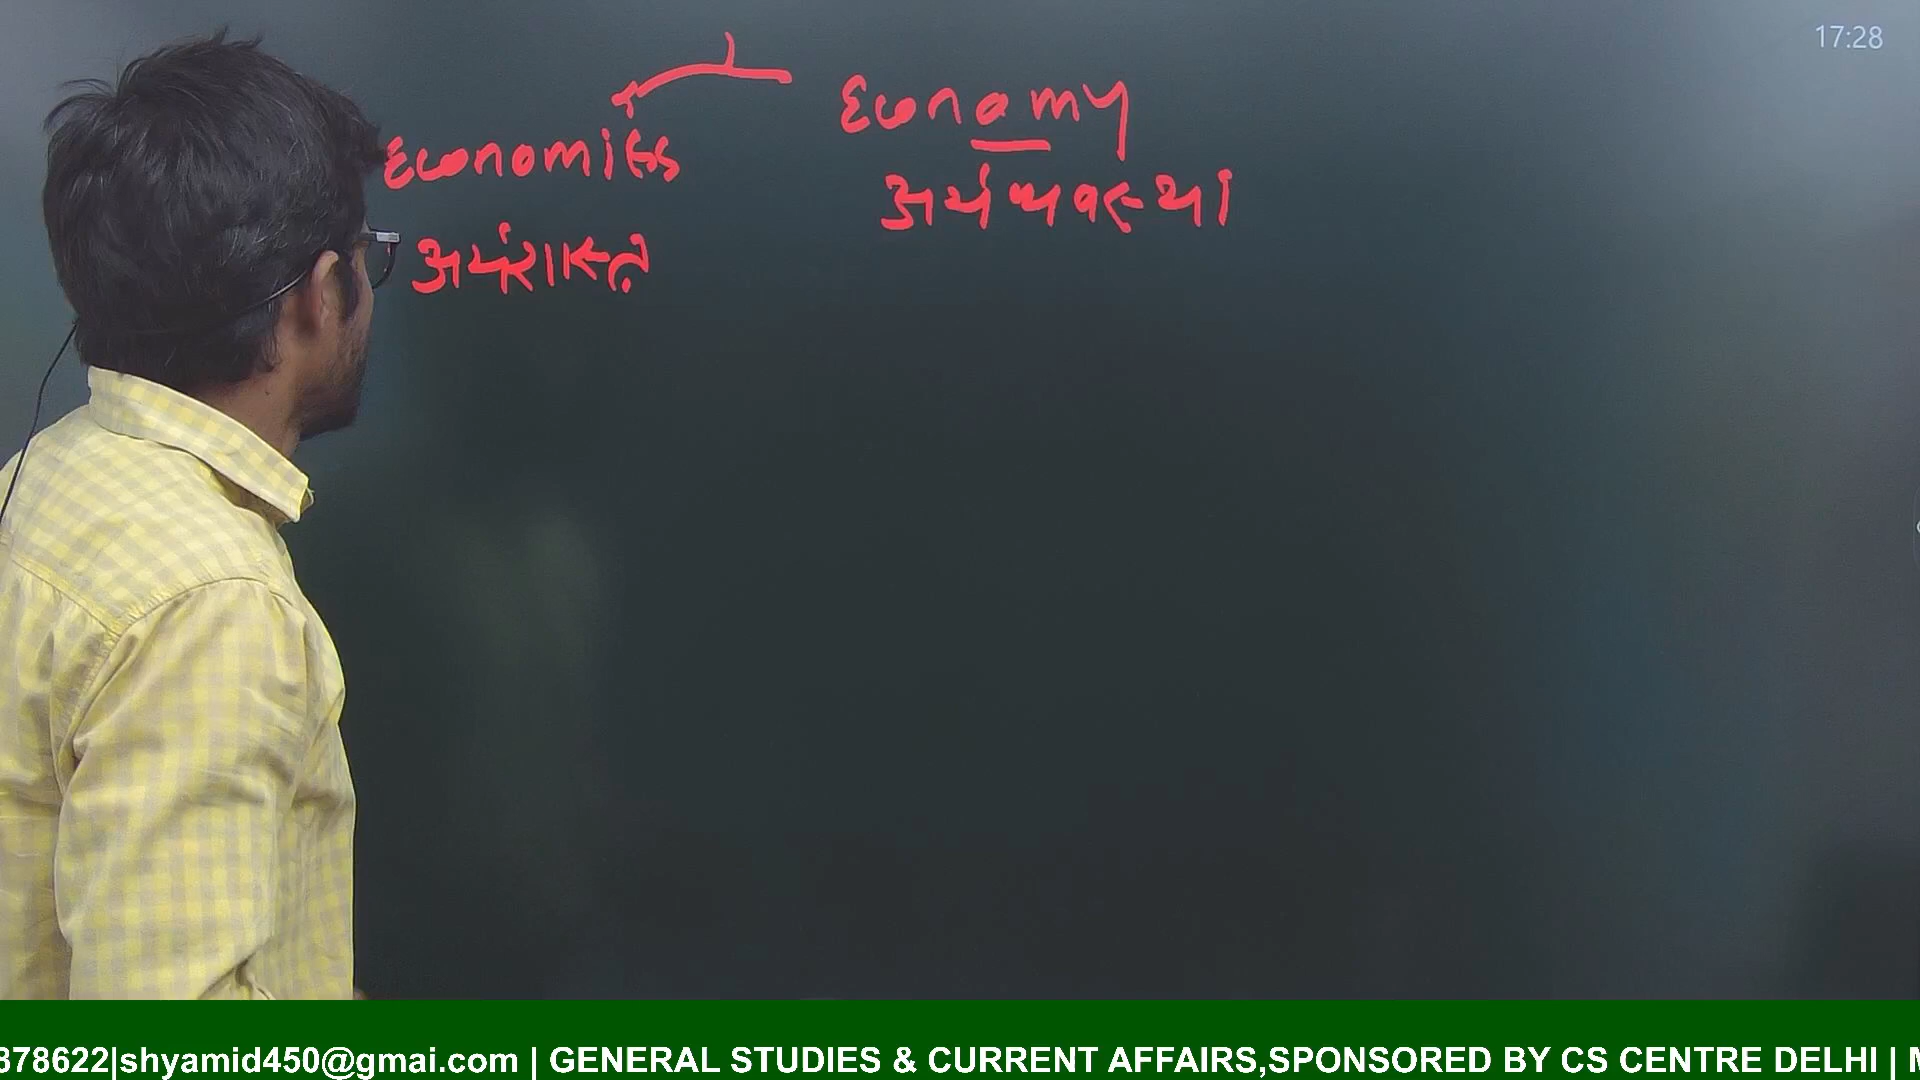 17:28
Economy
अर्थव्यवस्था
Economics
अर्थशास्त्र
378622|shyamid450@gmai.com | GENERAL STUDIES & CURRENT AFFAIRS,SPONSORED BY CS CENTRE DELHI |